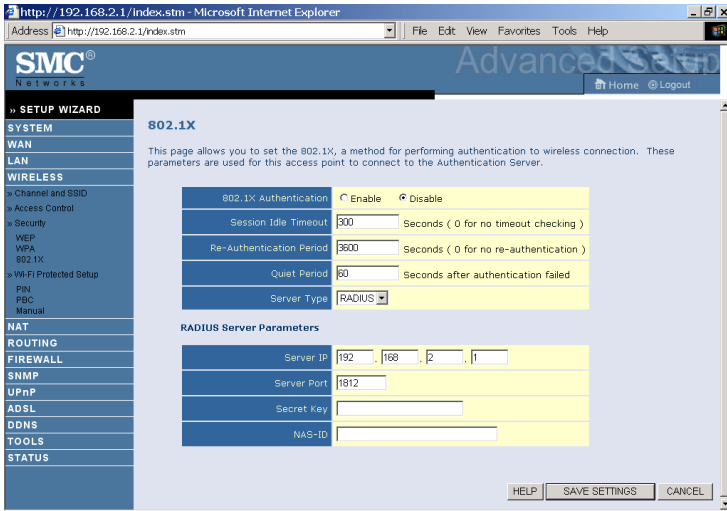 http://192.168.2.1/index.stm - Microsoft Internet Explorer
Address http://192.168.2.1/index.stm File Edit View Favorites Tools Help
SMC®
Networks
Advanced Setup
Home Logout
» SETUP WIZARD
SYSTEM
WAN
LAN
WIRELESS
» Channel and SSID
» Access Control
» Security
WEP
WPA
802.1X
» Wi-Fi Protected Setup
PIN
PBC
Manual
NAT
ROUTING
FIREWALL
SNMP
UPnP
ADSL
DDNS
TOOLS
STATUS
802.1X
This page allows you to set the 802.1X, a method for performing authentication to wireless connection. These
parameters are used for this access point to connect to the Authentication Server.
802.1X Authentication Enable Disable
Session Idle Timeout 300 Seconds ( 0 for no timeout checking )
Re-Authentication Period 3600 Seconds ( 0 for no re-authentication )
Quiet Period 60 Seconds after authentication failed
Server Type RADIUS
RADIUS Server Parameters
Server IP 192 . 168 . 2 . 1
Server Port 1812
Secret Key
NAS-ID
HELP SAVE SETTINGS CANCEL